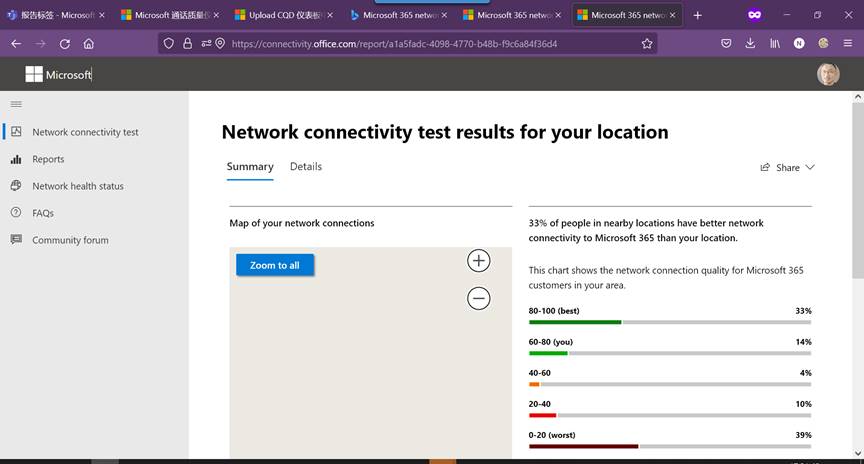 报告标签 - Microsof
Microsoft 通话质量仪
Upload CQD 仪表板中
Microsoft 365 netwo
Microsoft 365 netwo
Microsoft 365 netwo
https://connectivity.office.com/report/a1a5fadc-4098-4770-b48b-f9c6a84f36d4
N
Microsoft
Network connectivity test
Reports
Network health status
FAQs
Community forum
Network connectivity test results for your location
Summary
Details
Share
Map of your network connections
Zoom to all
33% of people in nearby locations have better network
connectivity to Microsoft 365 than your location.
This chart shows the network connection quality for Microsoft 365
customers in your area.
80-100 (best) 33%
60-80 (you) 14%
40-60 4%
20-40 10%
0-20 (worst) 39%